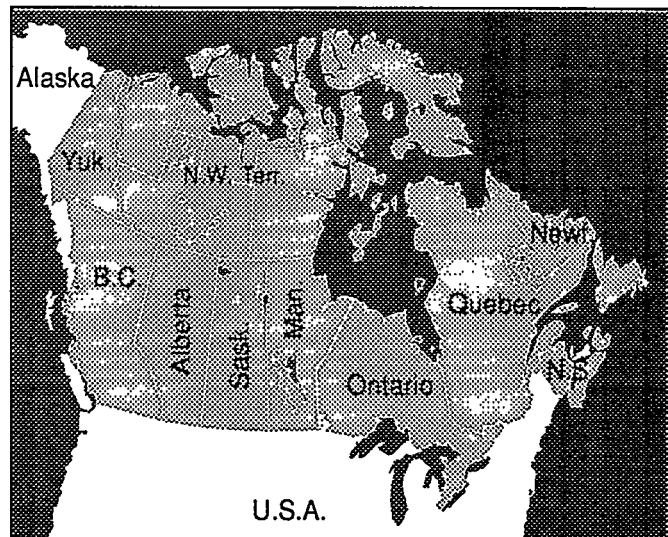 Alaska
Yuk.
N.W. Terr.
Newf.
B.C
Quebec
Alberta
Sask.
Man.
Ontario
N.S.
U.S.A.